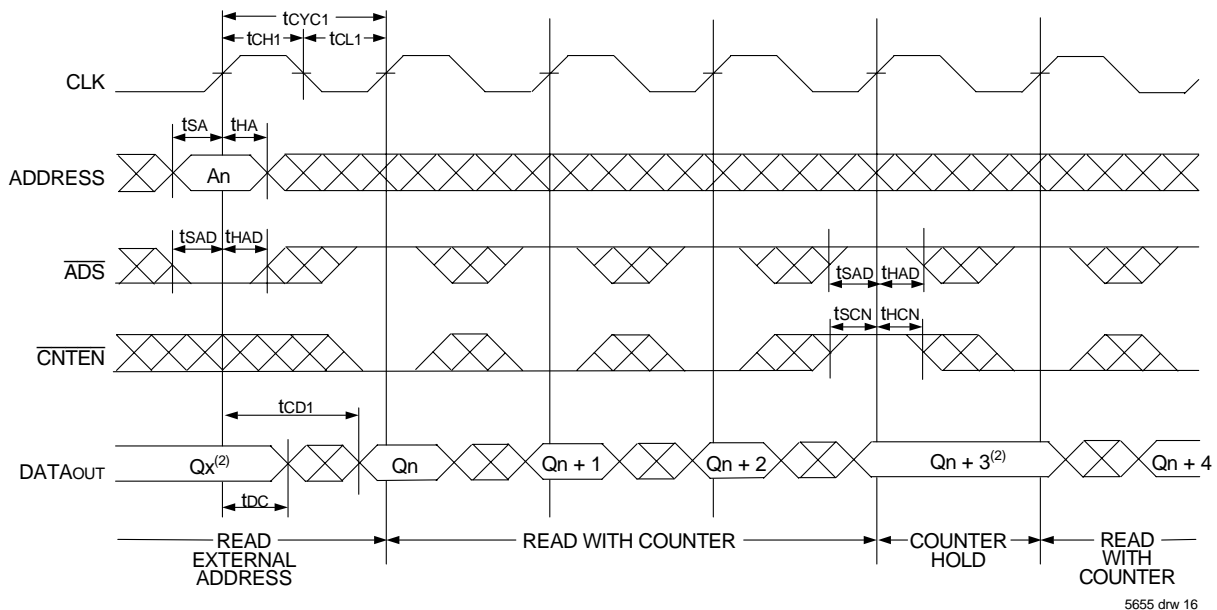 tCYC1
tCH1 tCL1
CLK
tSA tHA
ADDRESS An
tSAD tHAD
ADS
tSAD tHAD
tSCN tHCN
CNTEN
tCD1
DATAOUT Qx(2) Qn Qn + 1 Qn + 2 Qn + 3(2) Qn + 4
tDC
READ EXTERNAL ADDRESS
READ WITH COUNTER
COUNTER HOLD
READ WITH COUNTER
5655 drw 16